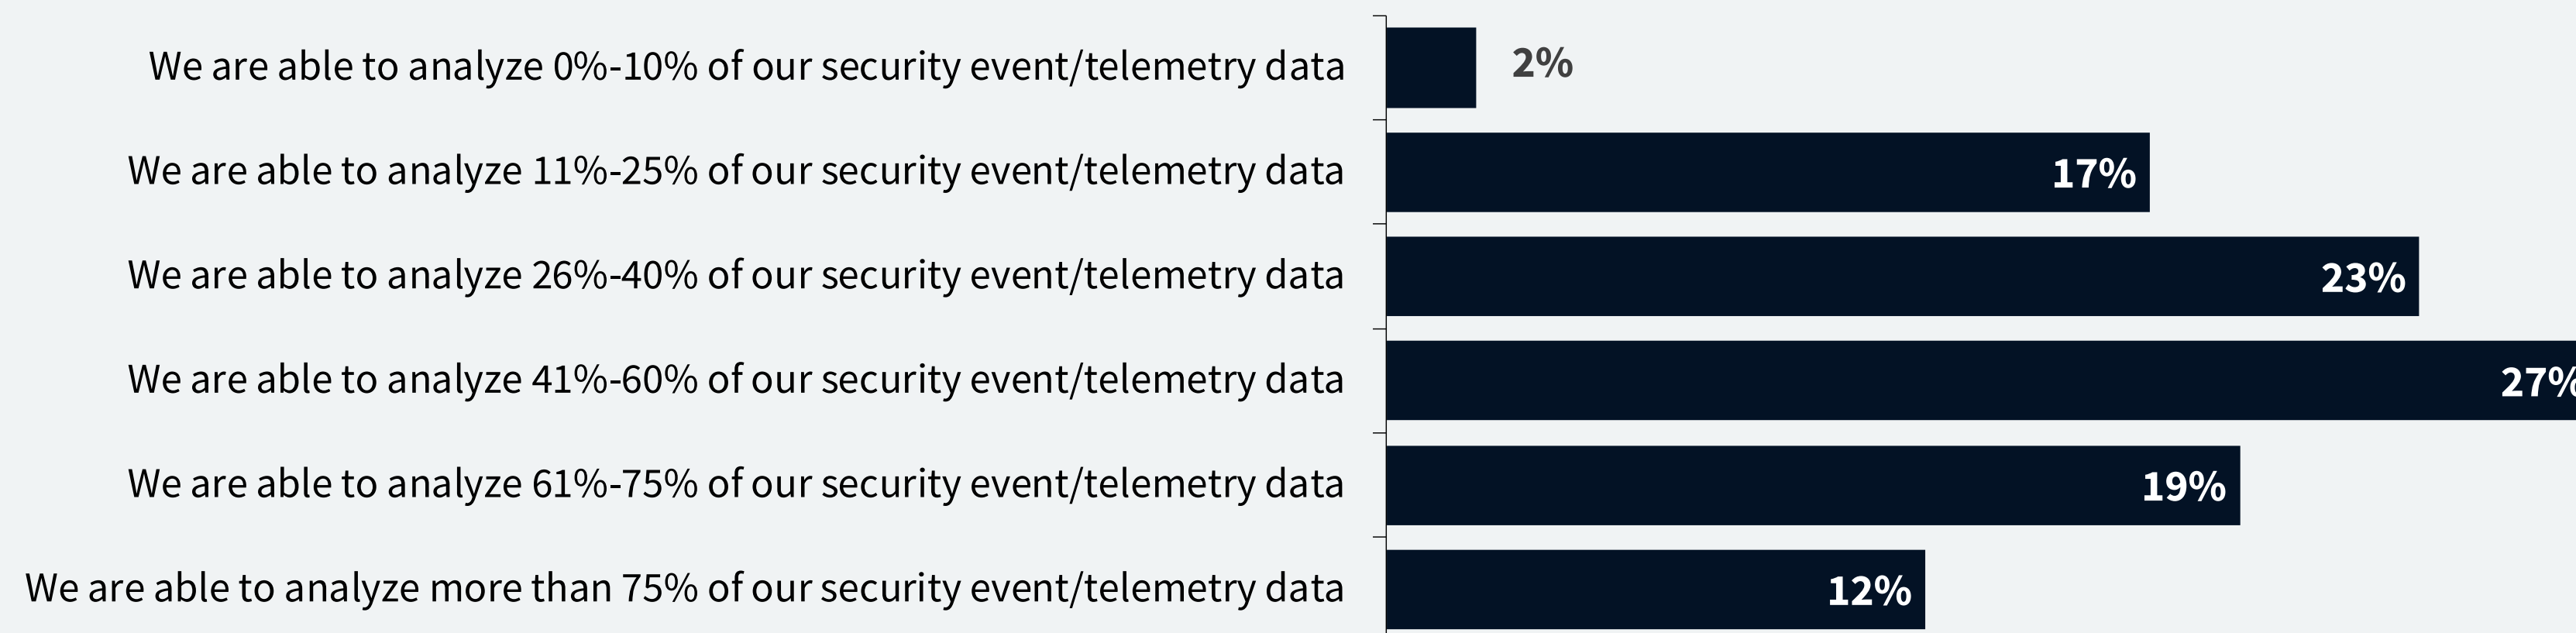 We are able to analyze 0%-10% of our security event/telemetry data 2%
We are able to analyze 11%-25% of our security event/telemetry data 17%
We are able to analyze 26%-40% of our security event/telemetry data 23%
We are able to analyze 41%-60% of our security event/telemetry data 27%
We are able to analyze 61%-75% of our security event/telemetry data 19%
We are able to analyze more than 75% of our security event/telemetry data 12%